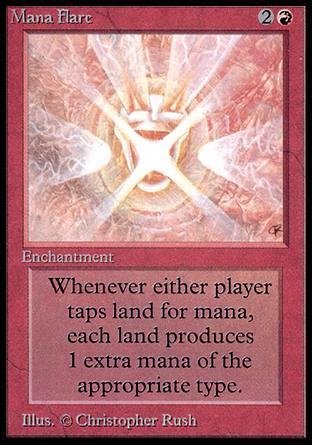 Mana Flare 2
Enchantment
Whenever either player
taps land for mana,
each land produces
1 extra mana of the
appropriate type.
Illus. © Christopher Rush